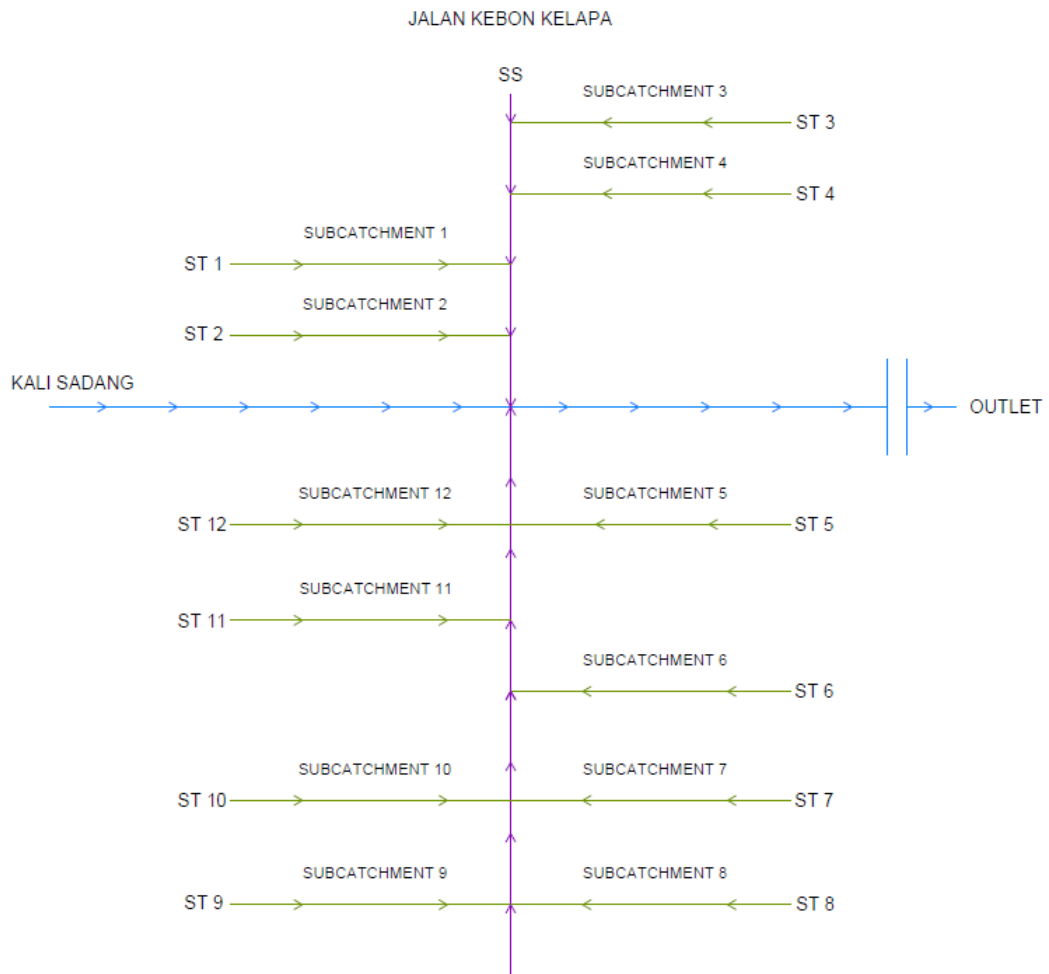 JALAN KEBON KELAPA
SS
SUBCATCHMENT 3
ST 3
SUBCATCHMENT 4
ST 4
SUBCATCHMENT 1
ST 1
SUBCATCHMENT 2
ST 2
KALI SADANG
OUTLET
SUBCATCHMENT 12
SUBCATCHMENT 5
ST 12
ST 5
SUBCATCHMENT 11
ST 11
SUBCATCHMENT 6
ST 6
SUBCATCHMENT 10
SUBCATCHMENT 7
ST 10
ST 7
SUBCATCHMENT 9
SUBCATCHMENT 8
ST 9
ST 8